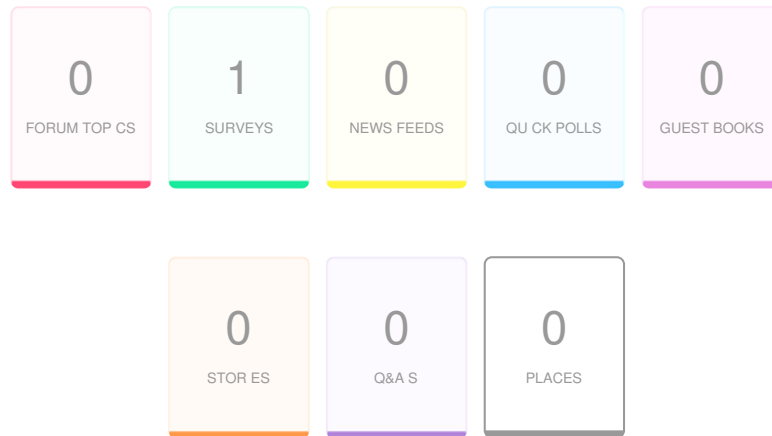 0
FORUM TOP CS
1
SURVEYS
0
NEWS FEEDS
0
QU CK POLLS
0
GUEST BOOKS
0
STOR ES
0
Q&A S
0
PLACES